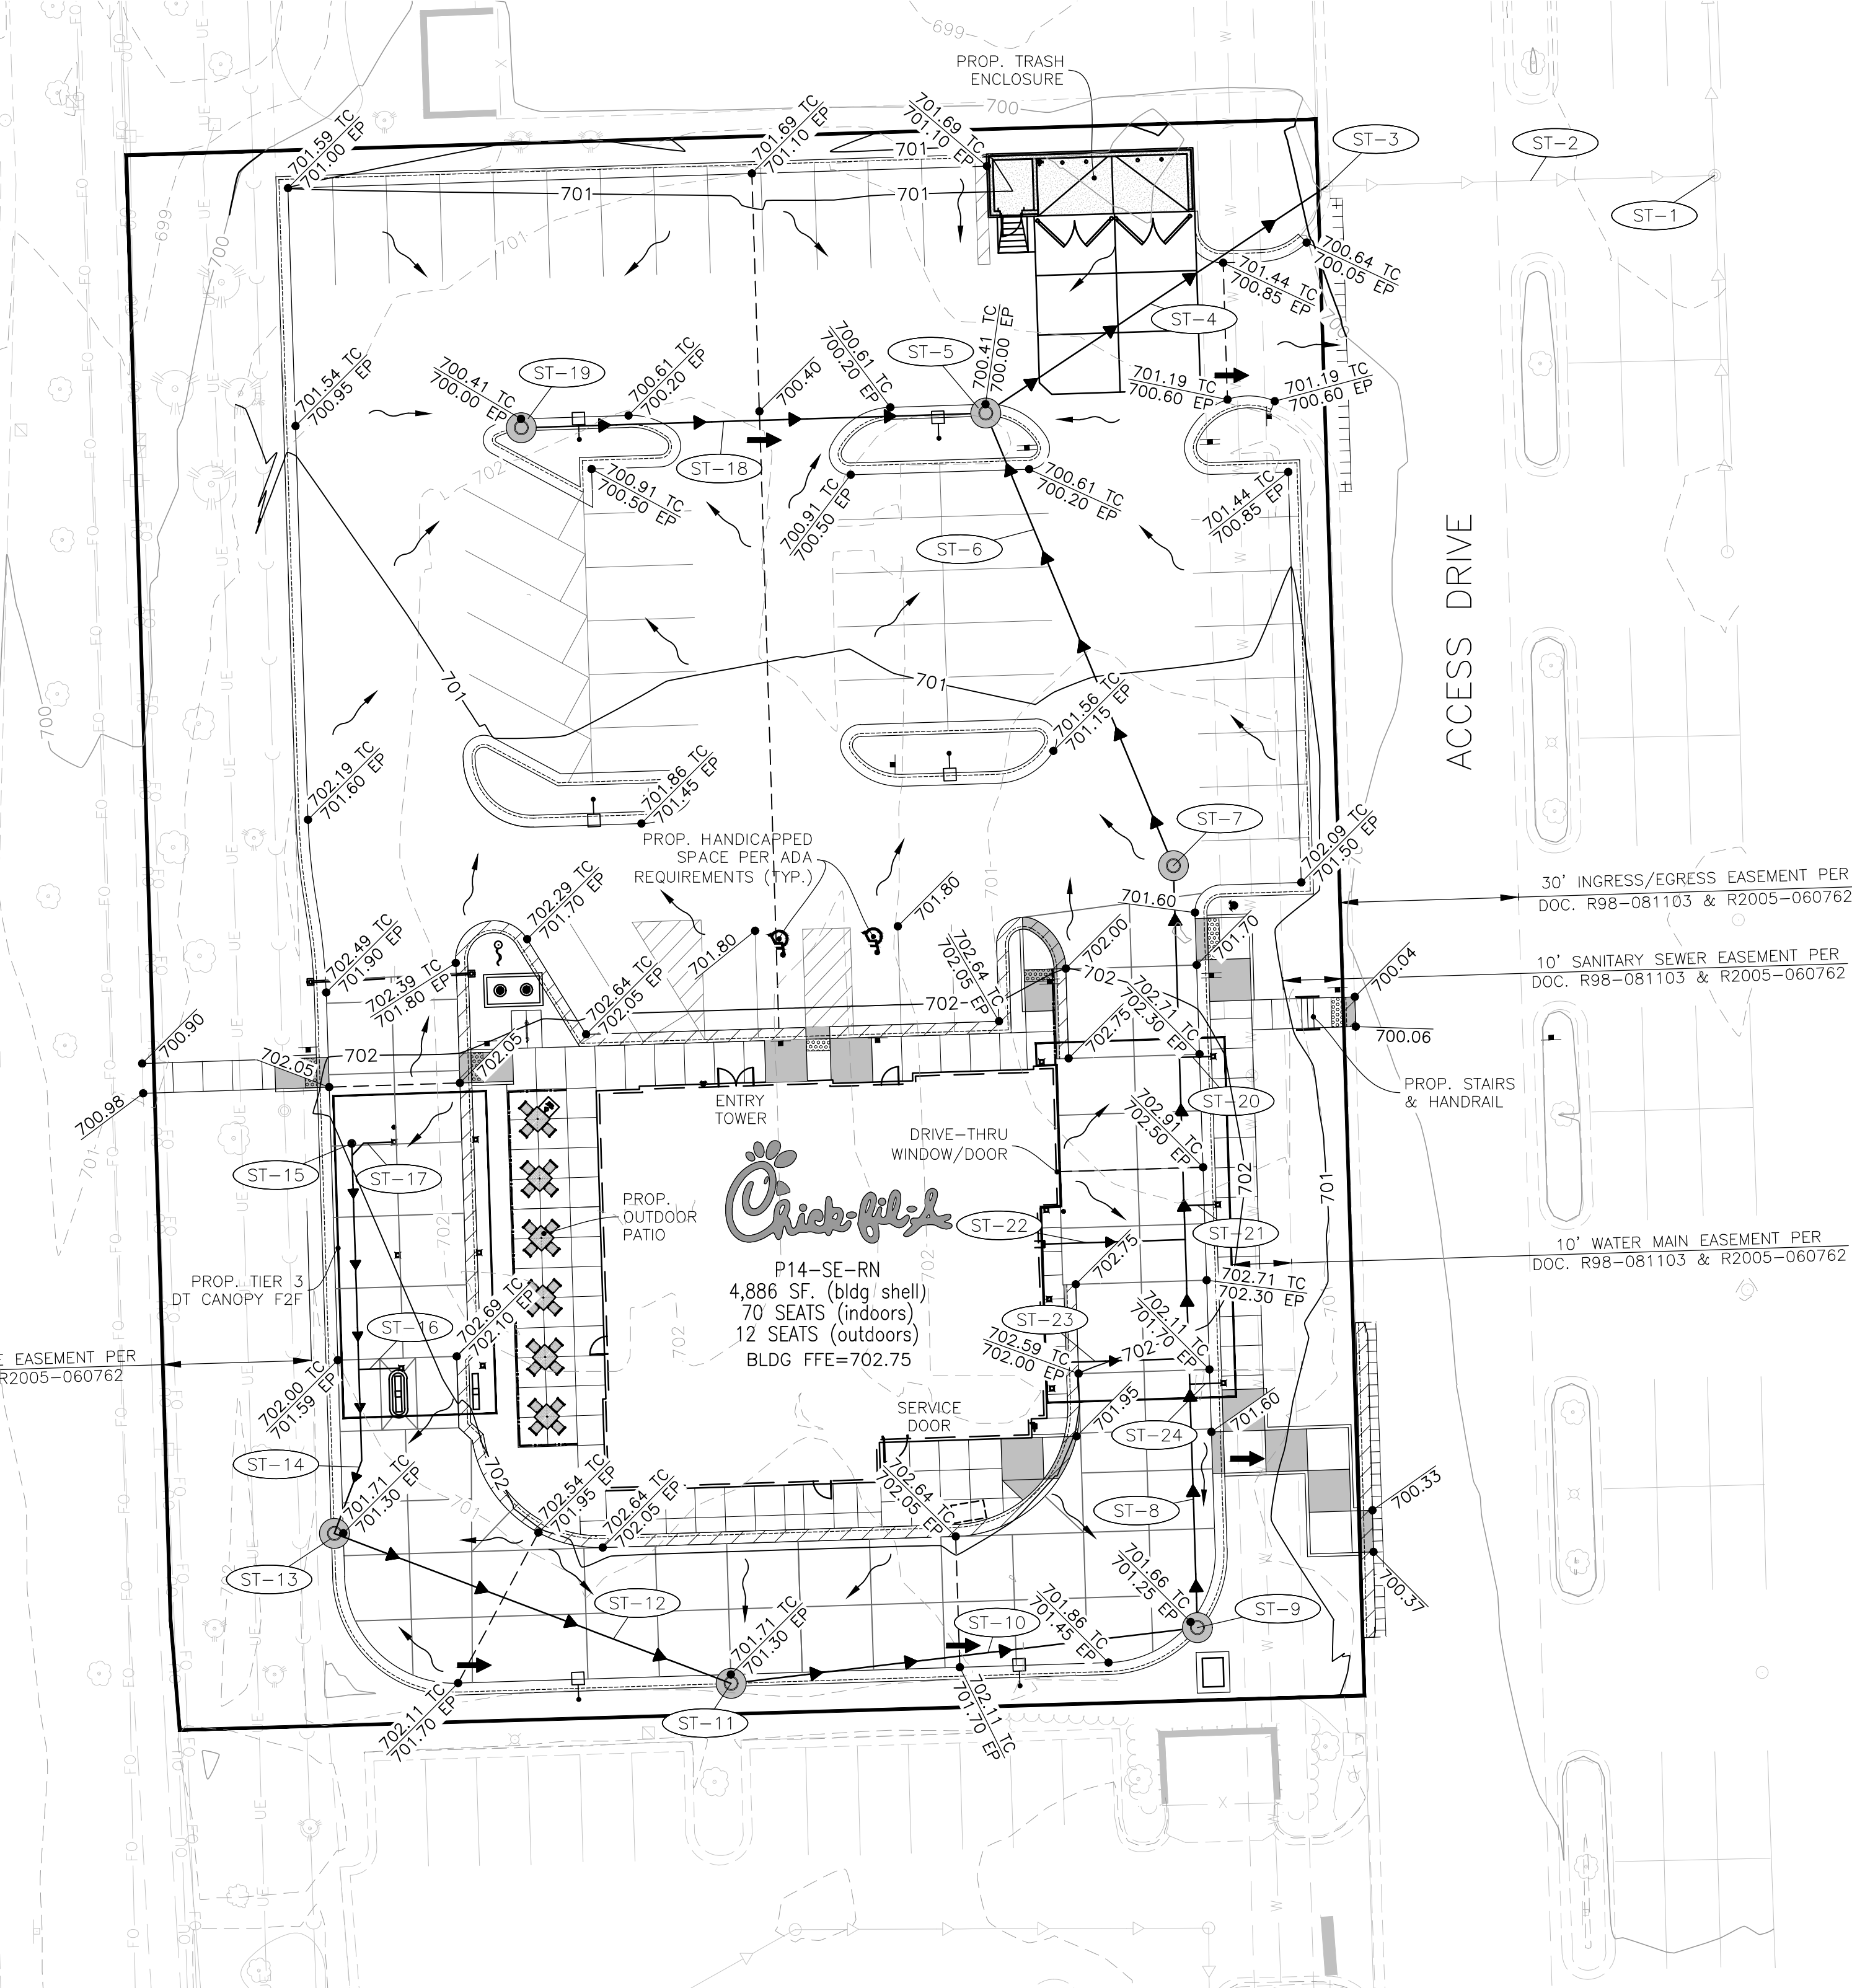 699
PROP. TRASH
ENCLOSURE
700
701.59 TC
701.00 EP
701.69 TC
701.10 EP
701.69 TC
701.10 EP
701
ST-3
ST-2
ST-1
699
700
701
701
701
700.64 TC
700.05 EP
701.44 TC
700.85 EP
ST-4
700
701.54 TC
700.95 EP
700.41 TC
700.00 EP
ST-19
700.61 TC
700.20 EP
700.40
700.61 TC
700.20 EP
ST-5
700.41 TC
700.00 EP
701.19 TC
700.60 EP
701.19 TC
700.60 EP
702
ST-18
700.91 TC
700.50 EP
700.91 TC
700.50 EP
700.61 TC
700.20 EP
701.44 TC
700.85 EP
ST-6
ACCESS DRIVE
701
701
700
701.56 TC
701.15 EP
702.19 TC
701.60 EP
701.86 TC
701.45 EP
ST-7
PROP. HANDICAPPED
SPACE PER ADA
REQUIREMENTS (TYP.)
701
702.09 TC
701.50 EP
30' INGRESS/EGRESS EASEMENT PER
DOC. R98-081103 & R2005-060762
702.29 TC
701.70 EP
701.80
701.80
701.60
701.70
702.49 TC
701.90 EP
702.39 TC
701.80 EP
702.64 TC
702.05 EP
702.64 TC
702.05 EP
702.00
702
702
10' SANITARY SEWER EASEMENT PER
DOC. R98-081103 & R2005-060762
700.04
700.06
700.90
702.05
702
702.05
702.75
702.71 TC
702.30 EP
700.98
701
ENTRY
TOWER
ST-20
PROP. STAIRS
& HANDRAIL
DRIVE-THRU
WINDOW/DOOR
702.91 TC
702.50 EP
ST-15
ST-17
702
701
Chick-fil-A
PROP.
OUTDOOR
PATIO
702
702
ST-22
ST-21
10' WATER MAIN EASEMENT PER
DOC. R98-081103 & R2005-060762
PROP. TIER 3
DT CANOPY F2F
P14-SE-RN
4,886 SF. (bldg shell)
70 SEATS (indoors)
12 SEATS (outdoors)
BLDG FFE=702.75
702.75
702.71 TC
702.30 EP
701
ST-16
702.69 TC
702.10 EP
702
ST-23
702.59 TC
702.00 EP
702
702.11 TC
701.70 EP
E EASEMENT PER
R2005-060762
702.00 TC
701.59 EP
SERVICE
DOOR
701.95
ST-24
701.60
ST-14
702
701
701.71 TC
701.30 EP
702.54 TC
701.95 EP
702.64 TC
702.05 EP
702.64 TC
702.05 EP
ST-8
700.33
700.37
ST-13
702
ST-12
701.66 TC
701.25 EP
ST-9
701.86 TC
701.45 EP
ST-10
701.71 TC
701.30 EP
702.11 TC
701.70 EP
ST-11
702.11 TC
701.70 EP